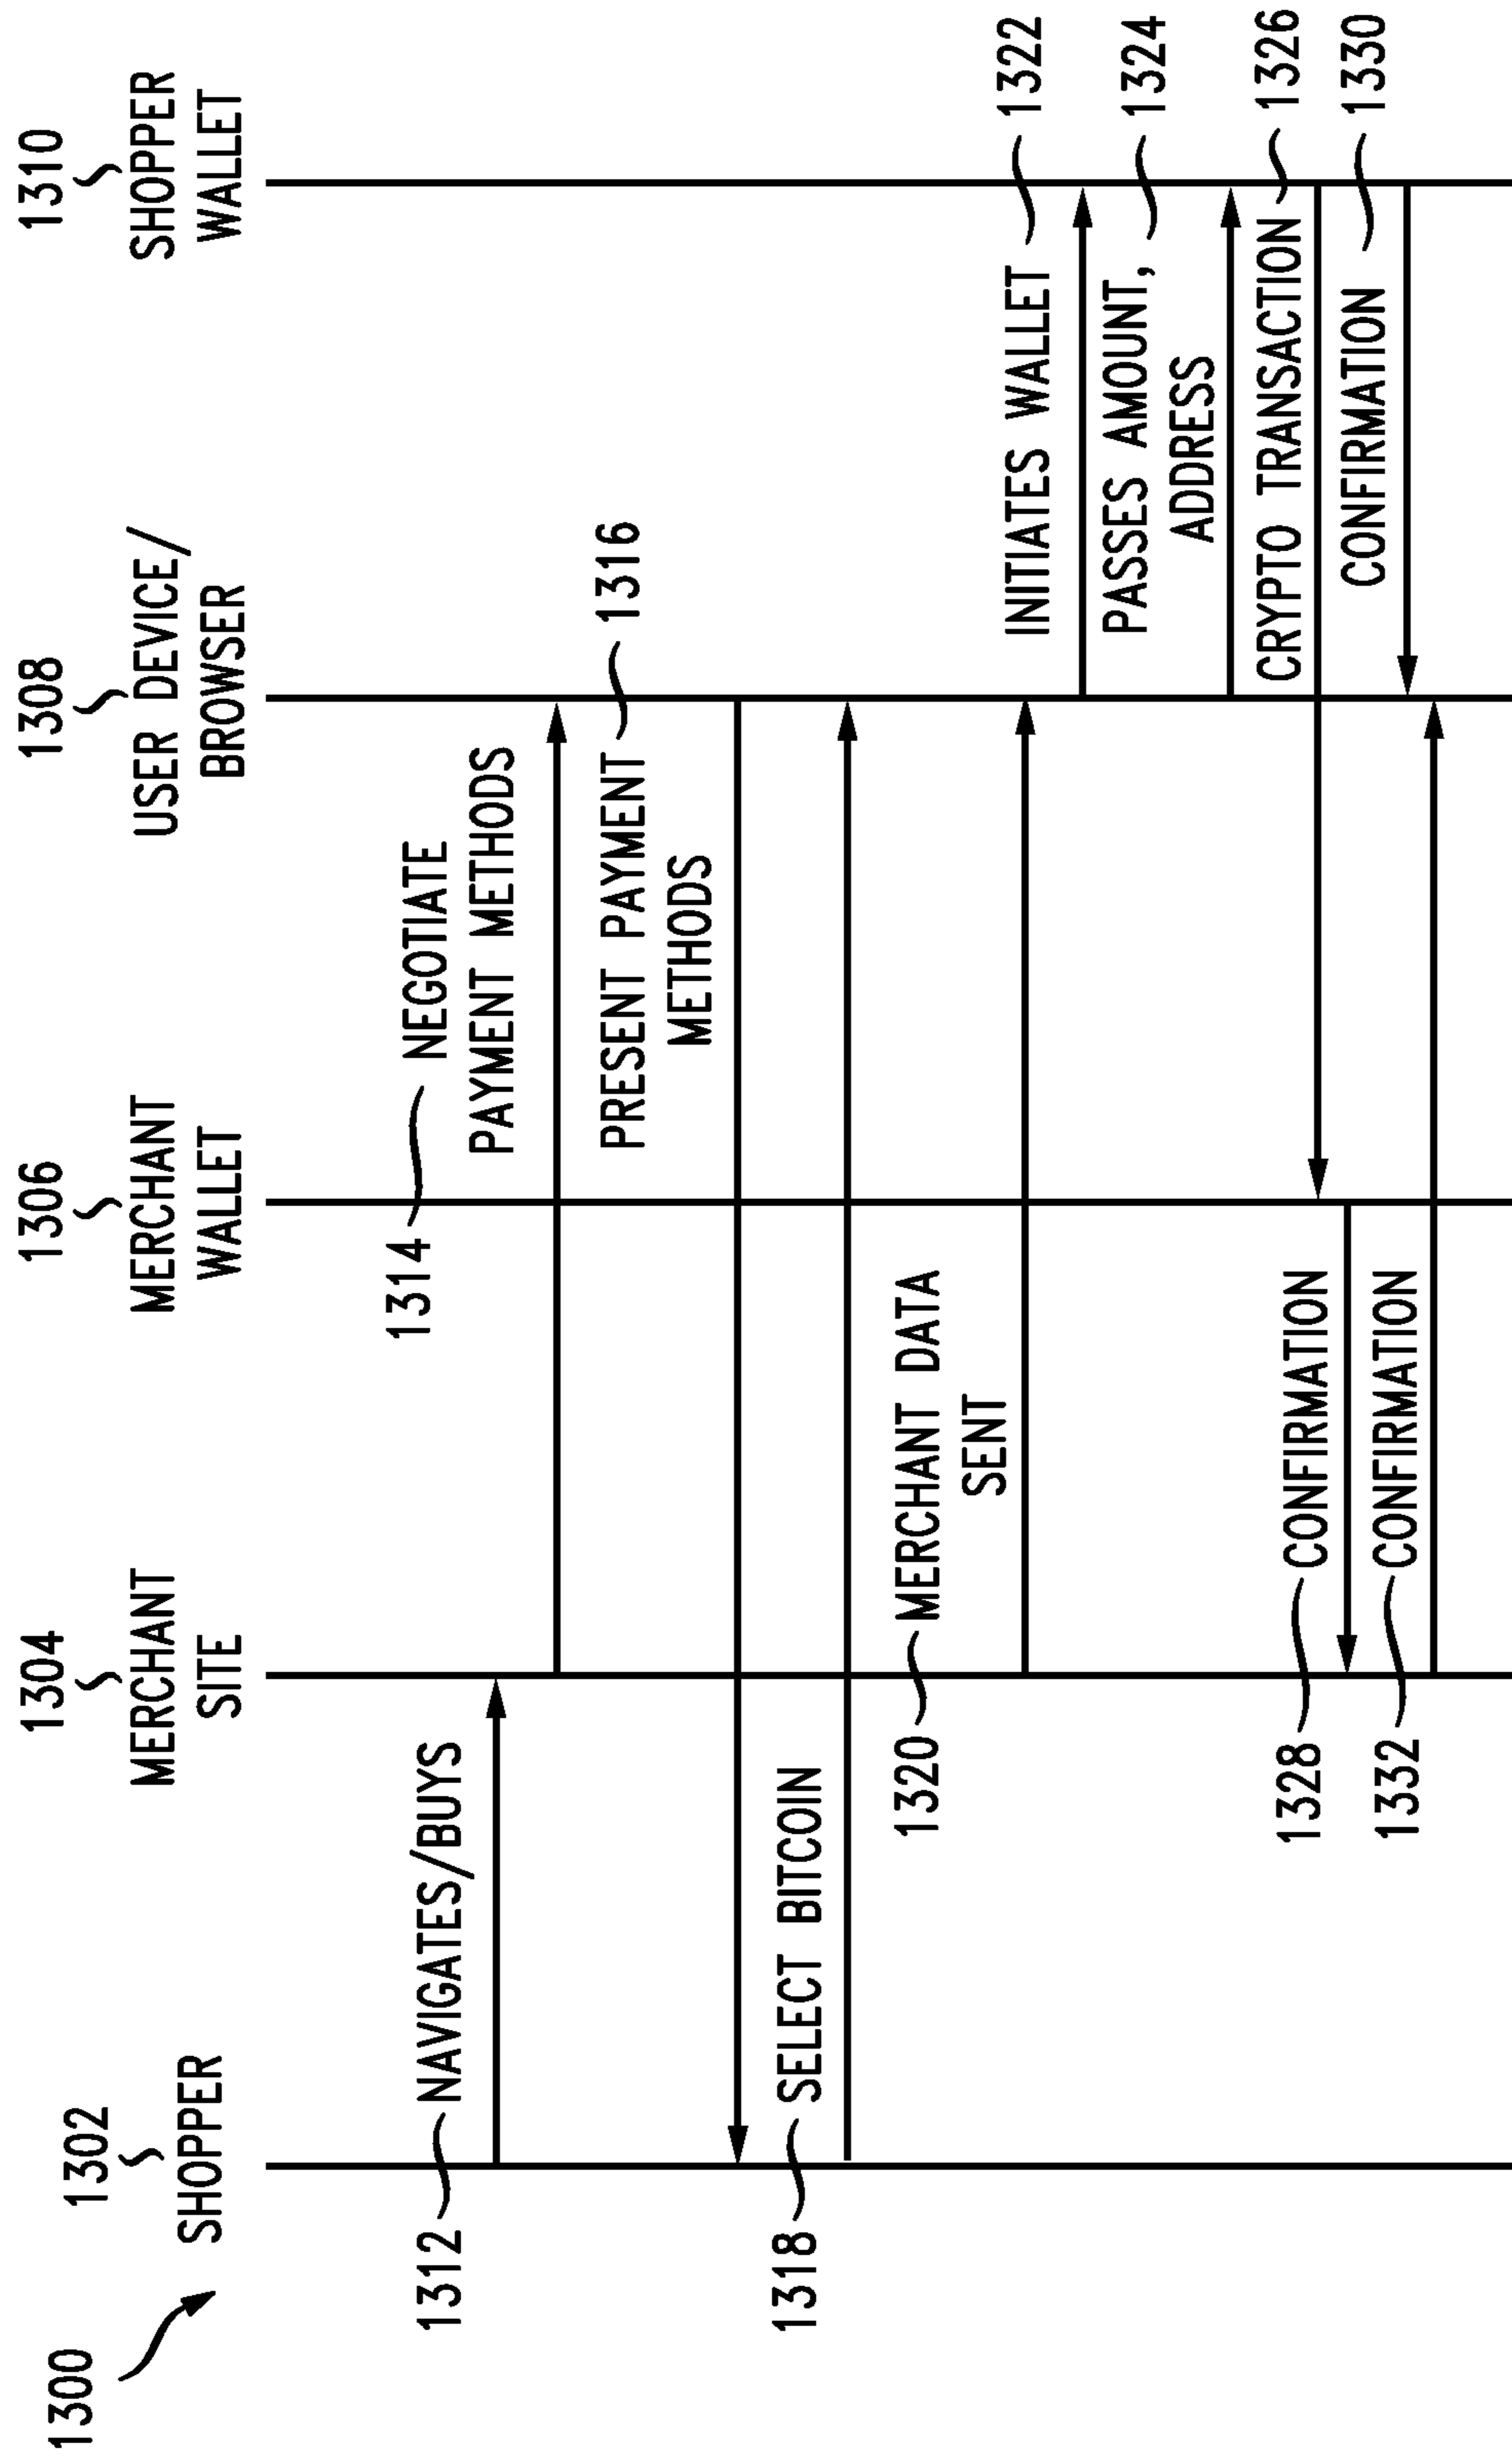 1300
1302
SHOPPER
1304
MERCHANT
SITE
1306
MERCHANT
WALLET
1308
USER DEVICE/
BROWSER
1310
SHOPPER
WALLET
1312
NAVIGATES/BUYS
1314
NEGOTIATE
PAYMENT METHODS
PRESENT PAYMENT
METHODS
1316
1318
SELECT BITCOIN
1320
MERCHANT DATA
SENT
INITIATES WALLET
1322
PASSES AMOUNT,
ADDRESS
1324
CRYPTO TRANSACTION
1326
1328
CONFIRMATION
CONFIRMATION
1330
1332
CONFIRMATION